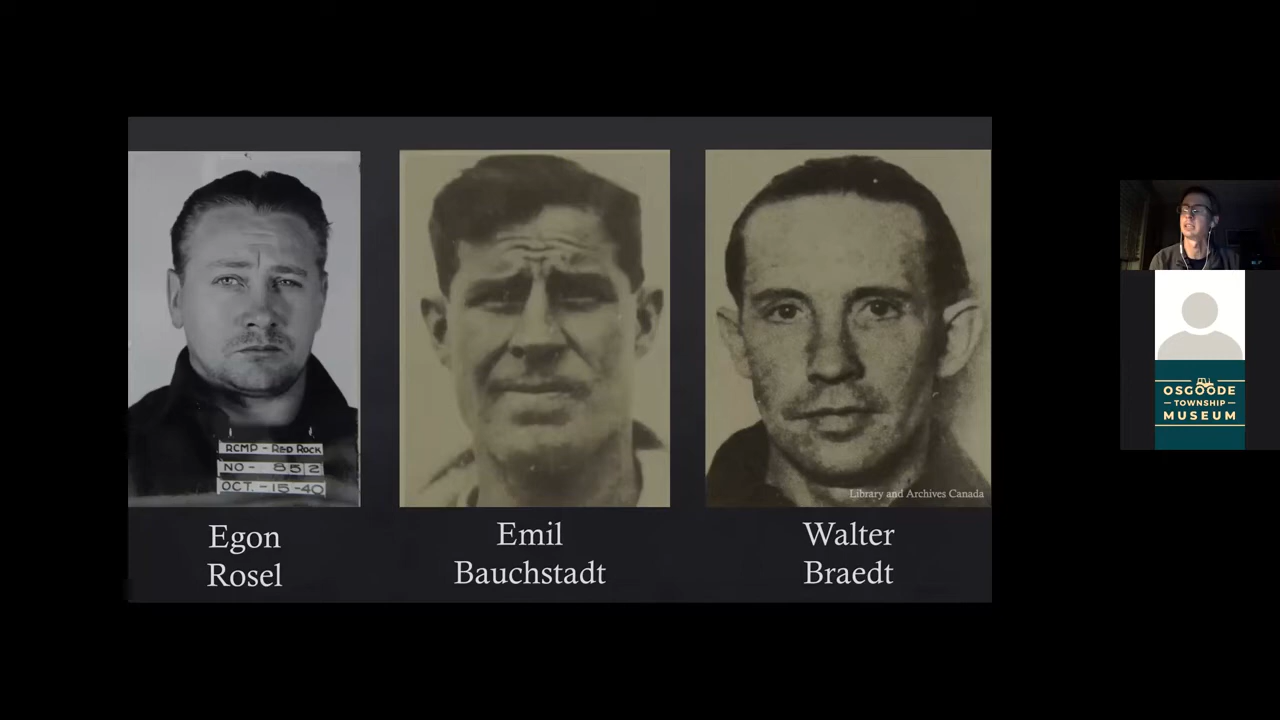 RCMP - RED ROCK
NO - 852
OCT. - 15 - 40
Library and Archives Canada
Egon
Rosel
Emil
Bauchstadt
Walter
Braedt
OSGOODE
TOWNSHIP
MUSEUM